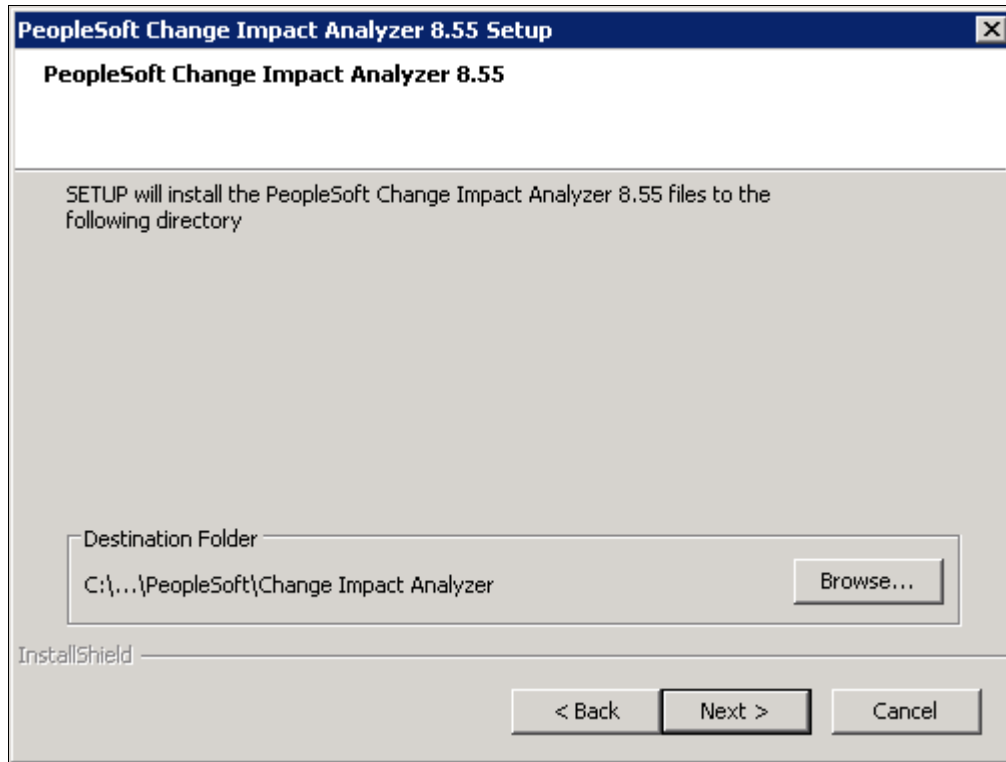 PeopleSoft Change Impact Analyzer 8.55 Setup
PeopleSoft Change Impact Analyzer 8.55
SETUP will install the PeopleSoft Change Impact Analyzer 8.55 files to the
following directory
Destination Folder
C:\...\PeopleSoft\Change Impact Analyzer
Browse...
InstallShield
< Back
Next >
Cancel